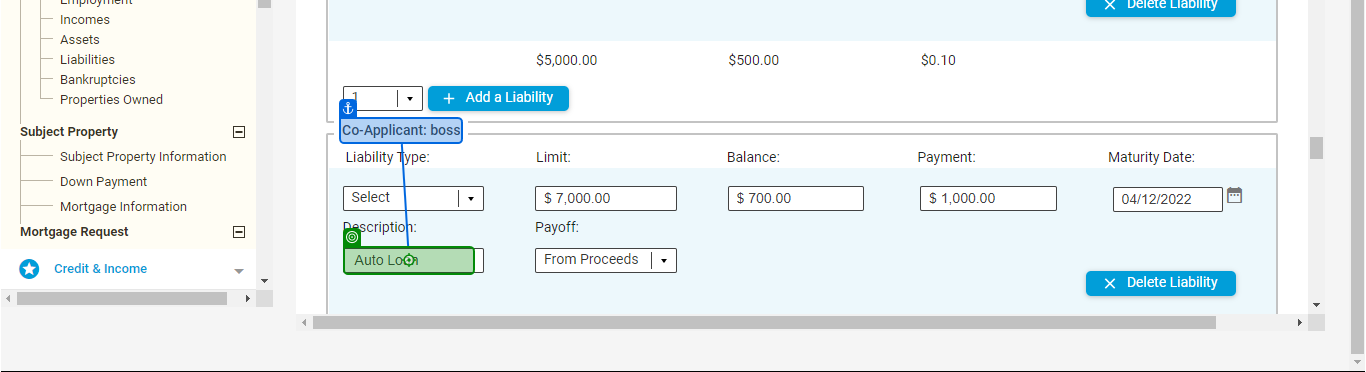 Employment
Incomes
Assets
Liabilities
Bankruptcies
Properties Owned
Subject Property
Subject Property Information
Down Payment
Mortgage Information
Mortgage Request
Credit & Income
Delete Liability
$5,000.00 $500.00 $0.10
1
Add a Liability
Co-Applicant: boss
Liability Type: Limit: Balance: Payment: Maturity Date:
Select $ 7,000.00 $ 700.00 $ 1,000.00 04/12/2022
Description: Payoff:
Auto Loan From Proceeds
Delete Liability